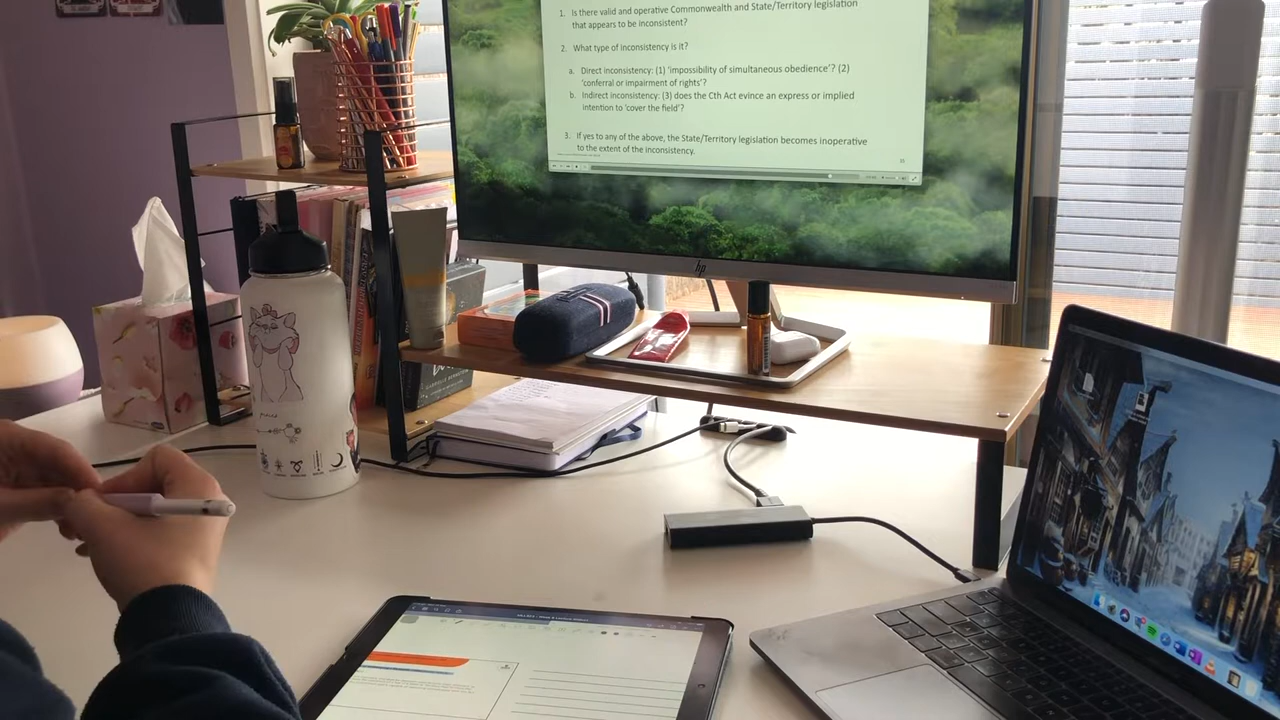 1. Is there valid and operative Commonwealth and State/Territory legislation
that appears to be inconsistent?
2. What type of inconsistency is it?
a. Direct inconsistency: (1) 'impossibility of simultaneous obedience'? (2)
'conferral or impairment of rights'?
b. Indirect inconsistency: (3) does the Cth Act evince an express or implied
intention to 'cover the field'?
3. If yes to any of the above, the State/Territory legislation becomes inoperative
to the extent of the inconsistency.
hp